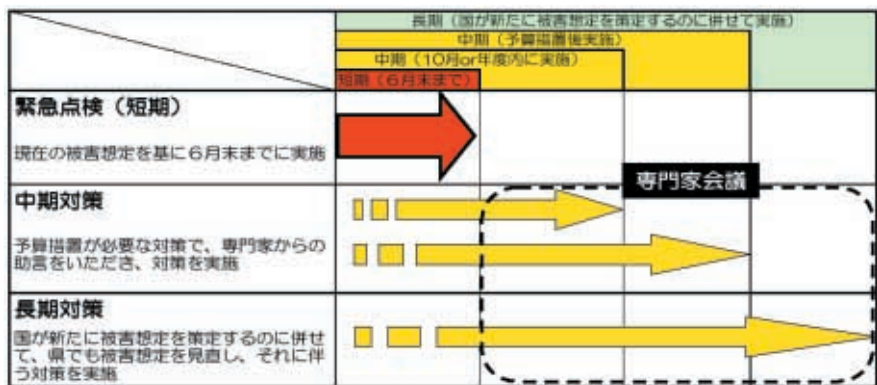 長期（国が新たに被害想定を策定するのに併せて実施）
中期（予算措置後実施）
中期（10月or年度内に実施）
短期（６月末まで）
緊急点検（短期）
現在の被害想定を基に６月末までに実施
専門家会議
中期対策
予算措置が必要な対策で、専門家からの
助言をいただき、対策を実施
長期対策
国が新たに被害想定を策定するのに併せ
て、県でも被害想定を見直し、それに伴
う対策を実施